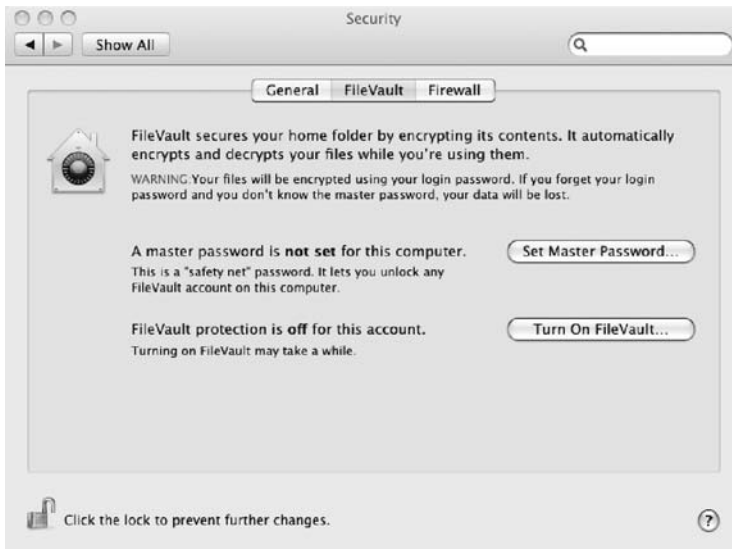 Security
Show All
General FileVault Firewall
FileVault secures your home folder by encrypting its contents. It automatically
encrypts and decrypts your files while you're using them.
WARNING:Your files will be encrypted using your login password. If you forget your login
password and you don't know the master password, your data will be lost.
A master password is not set for this computer.
Set Master Password...
This is a "safety net" password. It lets you unlock any
FileVault account on this computer.
FileVault protection is off for this account.
Turn On FileVault...
Turning on FileVault may take a while.
Click the lock to prevent further changes.
?